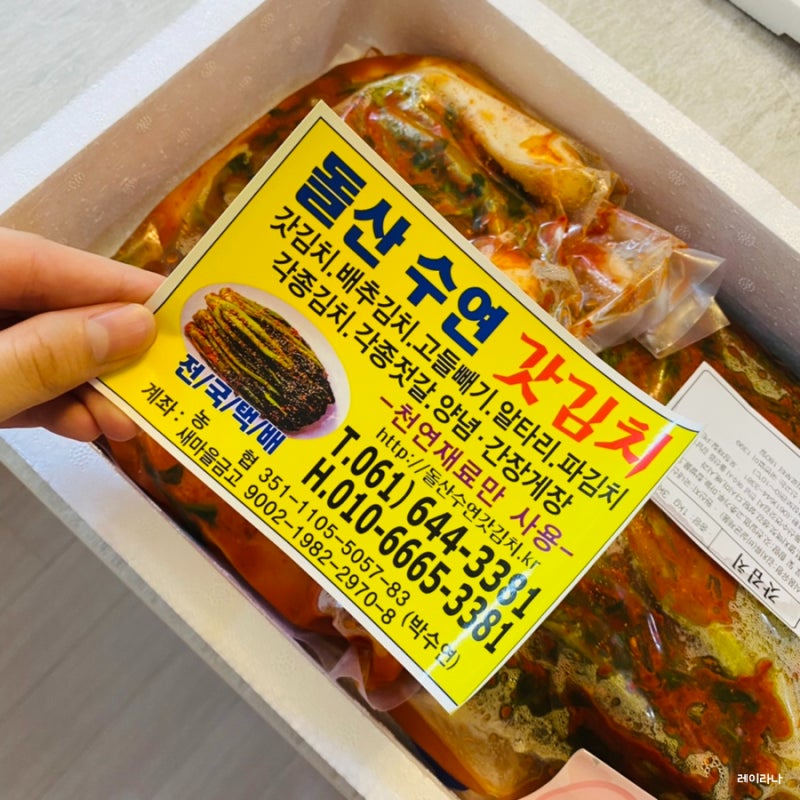 돌산 수연 갓김치
갓김치.배추김치.고들빼기.알타리.파김치
각종김치.각종젓갈.양념·간장게장
-천연재료만 사용-
http://돌산수연갓김치.kr
전/국/택/배
T.061) 644-3381
H.010-6665-3381
계좌 : 농 협 351-1105-5057-83
새마을금고 9002-1982-2970-8 (박수연)
갓김치
레이라나